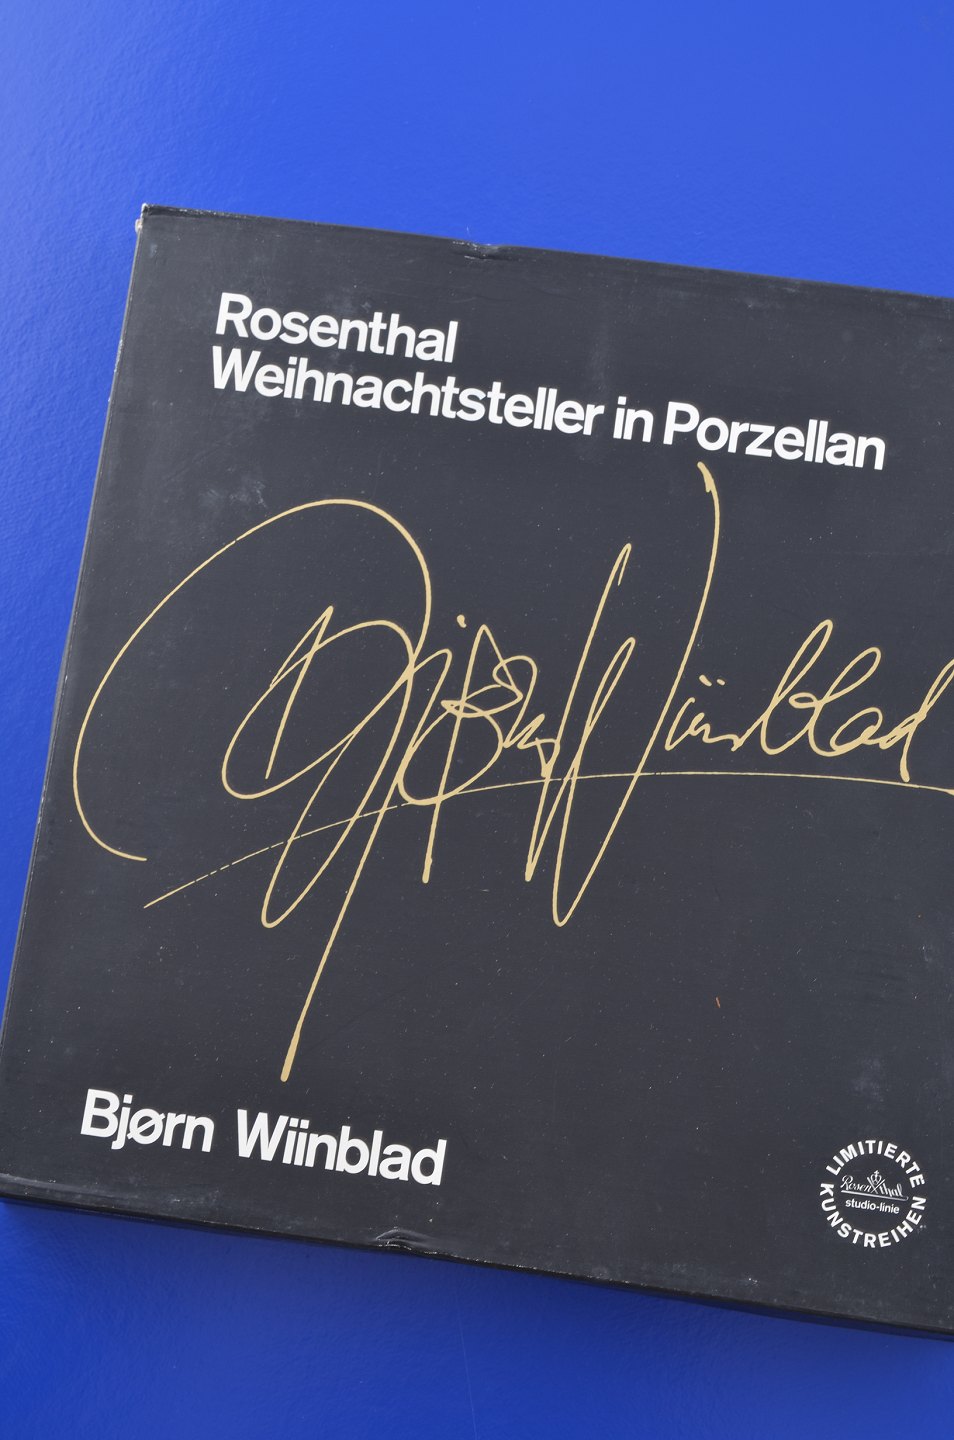 Rosenthal
Weihnachtsteller in Porzellan
Bjørn Wiinblad
Bjørn Wiinblad
LIMITIERTE
Rosenthal
studio-linie
KUNSTREIHEN